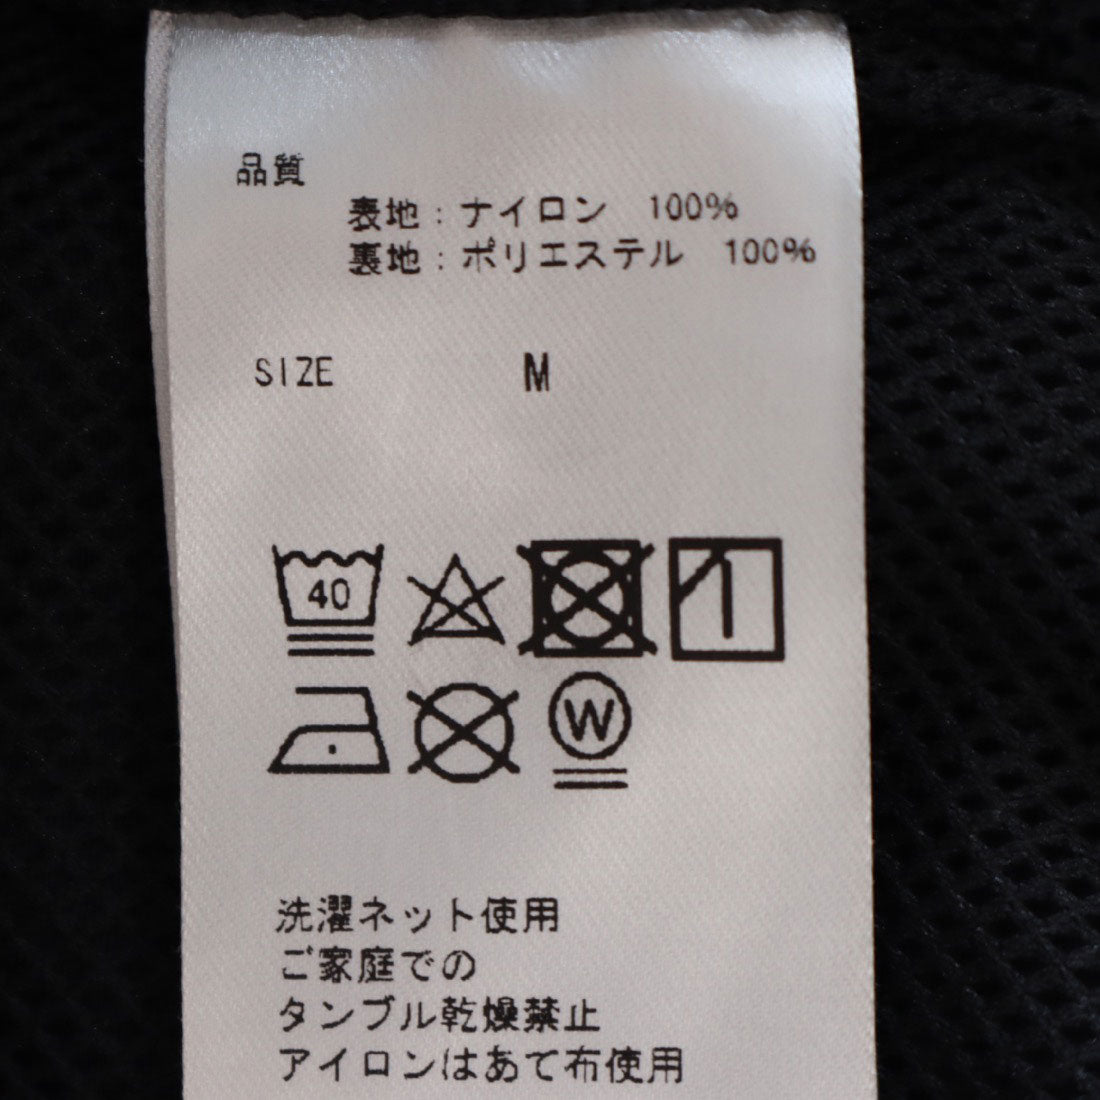 品質
表地：ナイロン 100%
裏地：ポリエステル 100%
SIZE M
40
W
洗濯ネット使用
ご家庭での
タンブル乾燥禁止
アイロンはあて布使用